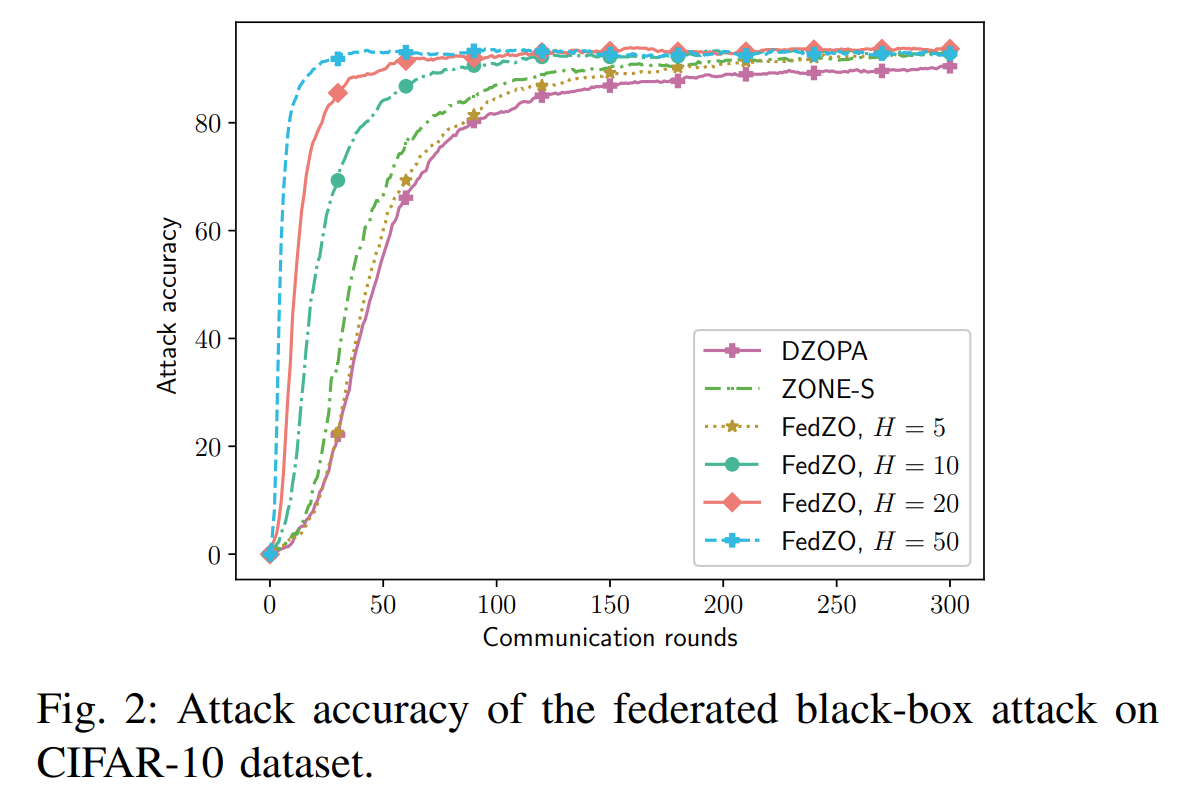 80
60
40
20
0
Attack accuracy
0 50 100 150 200 250 300
Communication rounds
DZOPA
ZONE-S
FedZO, H = 5
FedZO, H = 10
FedZO, H = 20
FedZO, H = 50
Fig. 2: Attack accuracy of the federated black-box attack on
CIFAR-10 dataset.